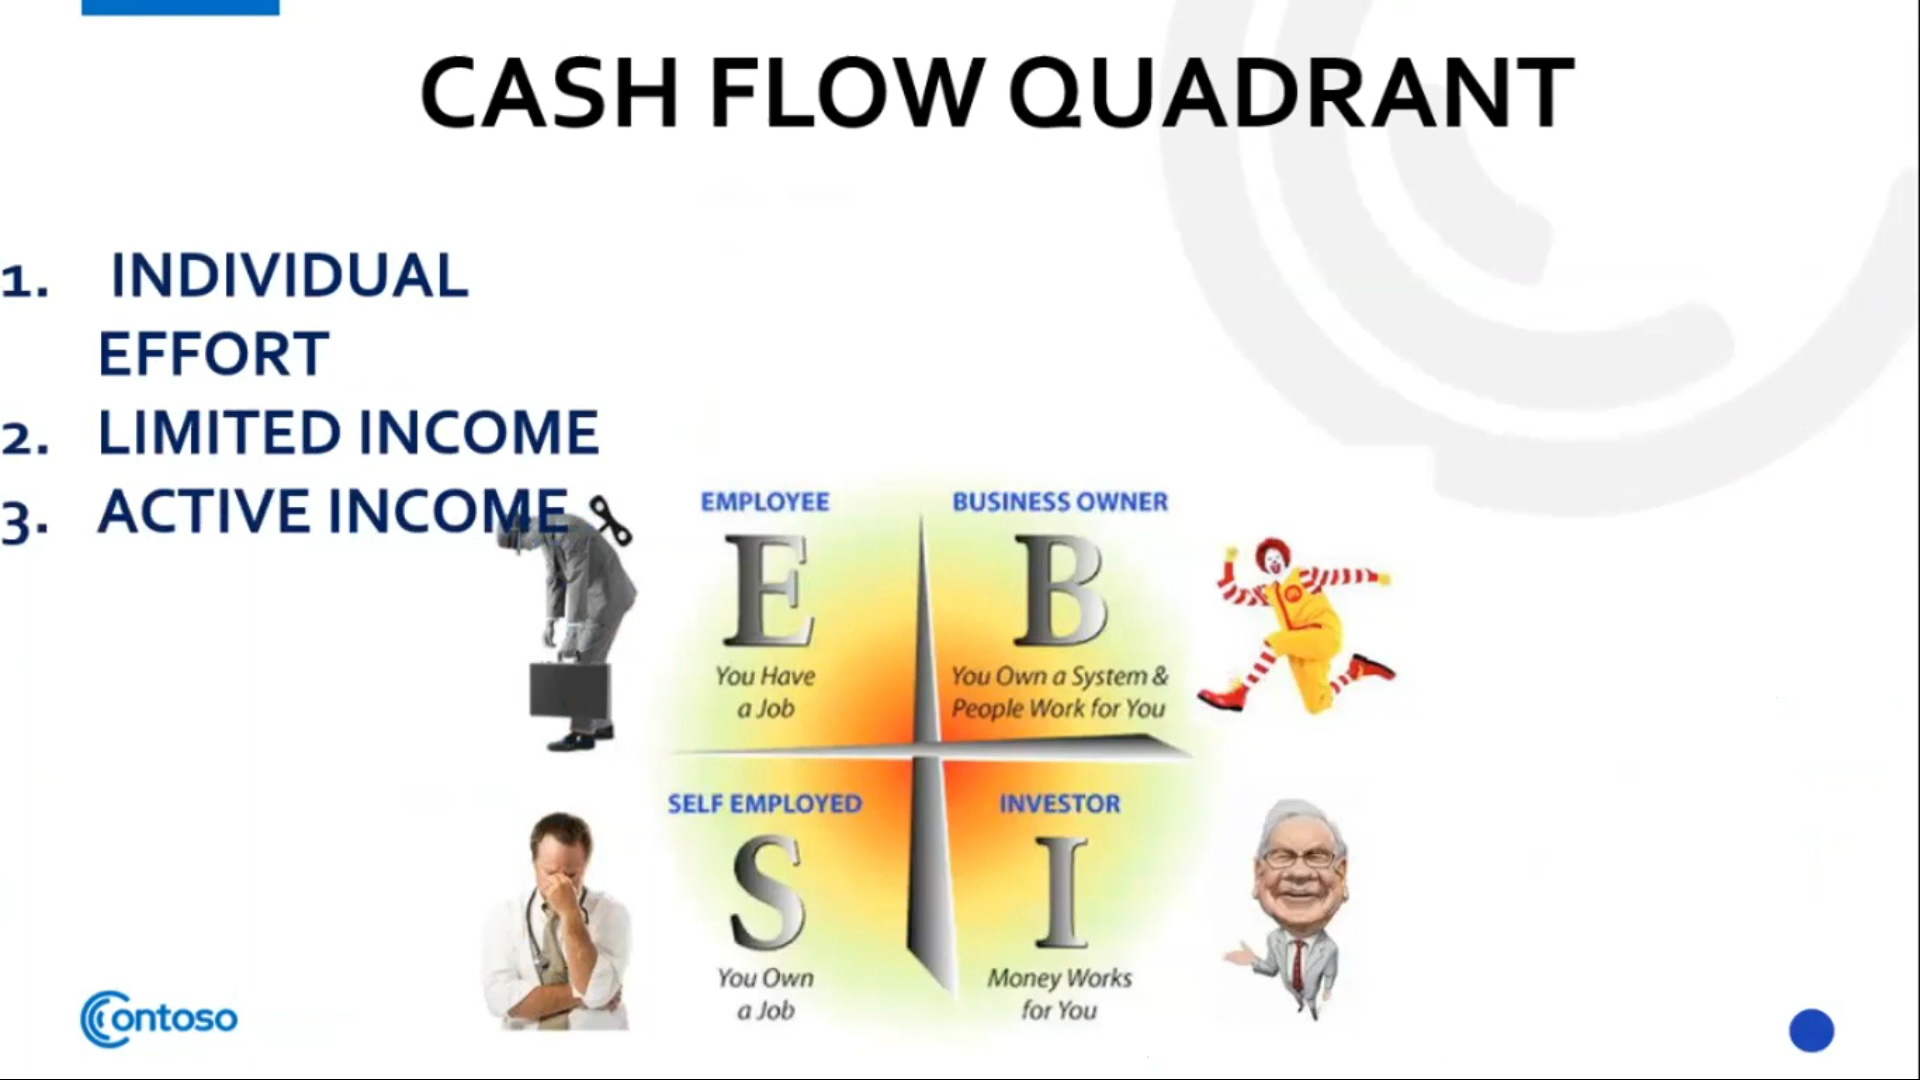 CASH FLOW QUADRANT
1. INDIVIDUAL
EFFORT
2. LIMITED INCOME
3. ACTIVE INCOME
EMPLOYEE
E
You Have
a Job
BUSINESS OWNER
B
You Own a System &
People Work for You
SELF EMPLOYED
S
You Own
a Job
INVESTOR
I
Money Works
for You
Contoso